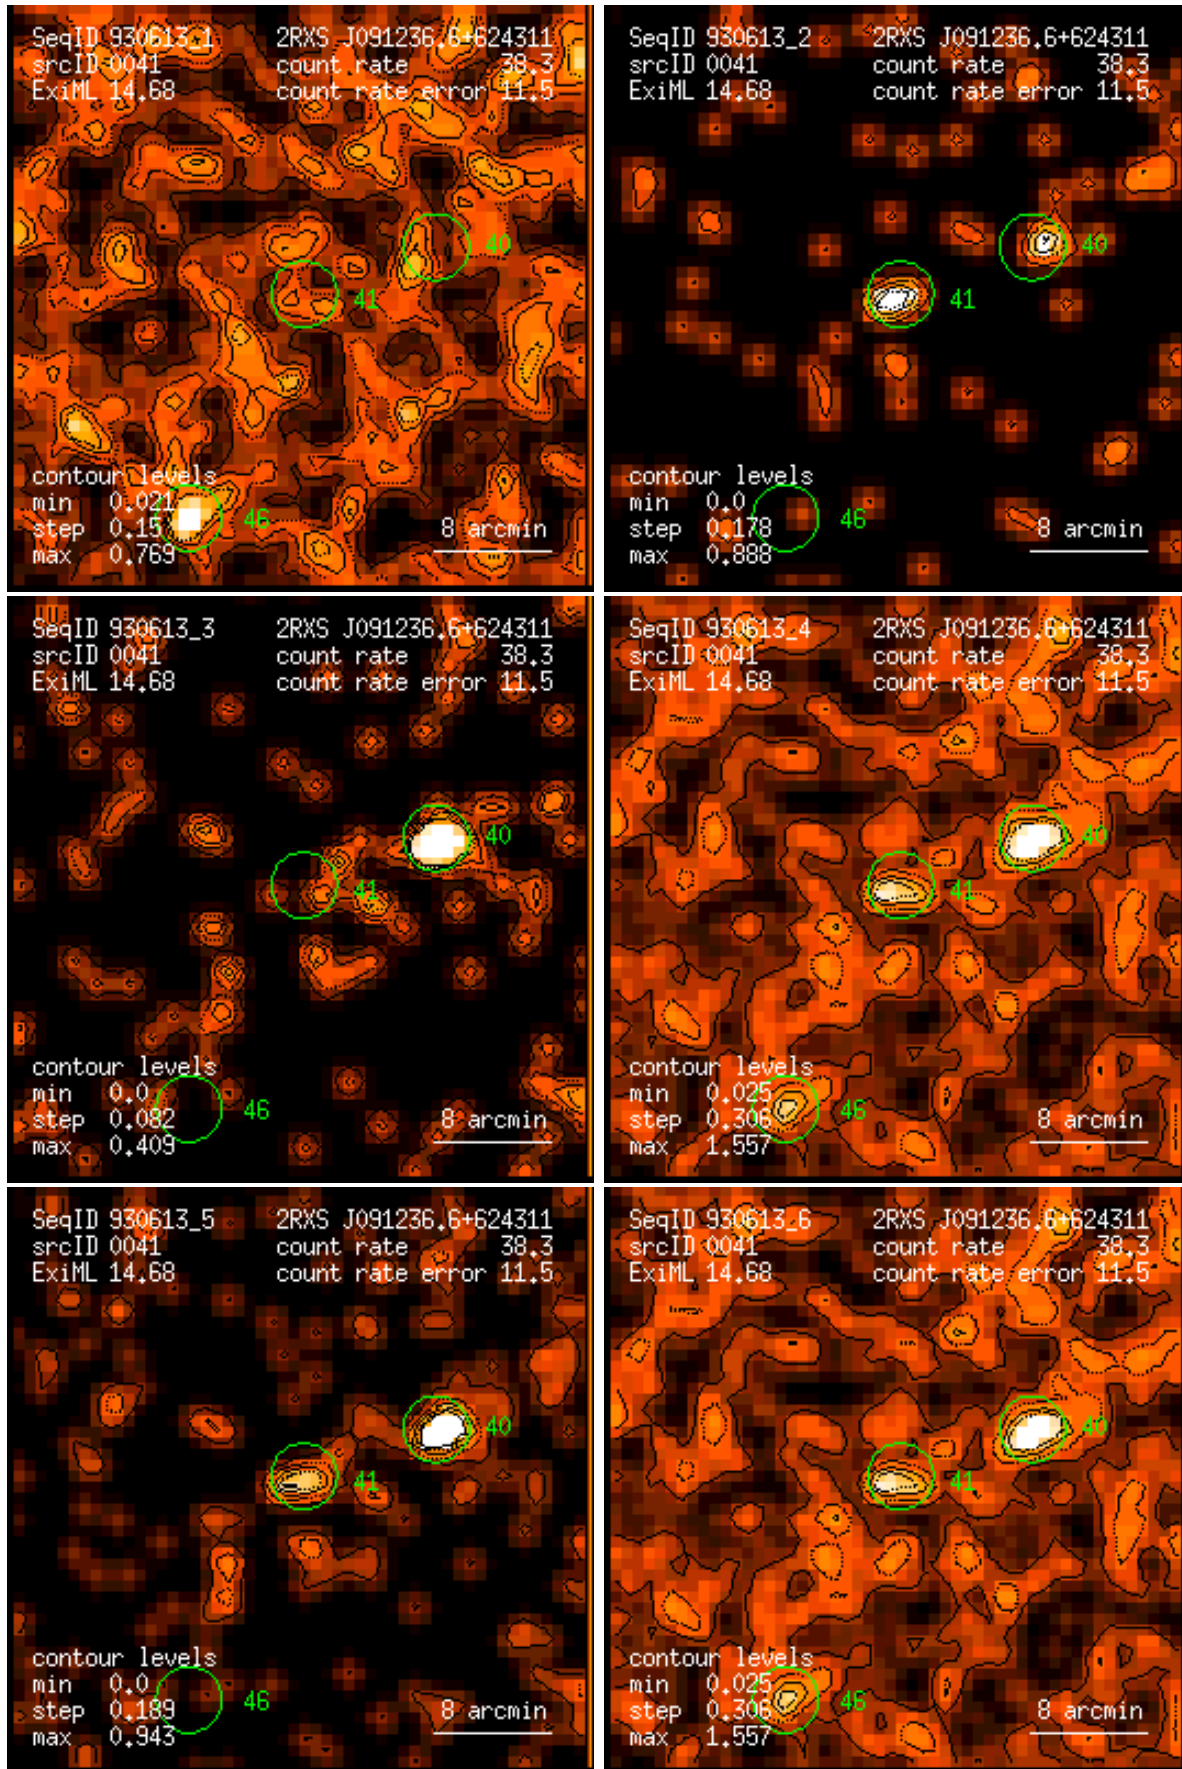 SeqID 930613_1 2RXS J091236.6+624311
srcID 0041 count rate 38.3
ExiML 14.68 count rate error 11.5
40
41
contour levels
min 0.021
step 0.15
max 0.769
46
8 arcmin
SeqID 930613_2 2RXS J091236.6+624311
srcID 0041 count rate 38.3
ExiML 14.68 count rate error 11.5
40
41
contour levels
min 0.0
step 0.178
max 0.888
46
8 arcmin
SeqID 930613_3 2RXS J091236.6+624311
srcID 0041 count rate 38.3
ExiML 14.68 count rate error 11.5
40
41
contour levels
min 0.0
step 0.082
max 0.409
46
8 arcmin
SeqID 930613_4 2RXS J091236.6+624311
srcID 0041 count rate 38.3
ExiML 14.68 count rate error 11.5
40
41
contour levels
min 0.025
step 0.306
max 1.557
46
8 arcmin
SeqID 930613_5 2RXS J091236.6+624311
srcID 0041 count rate 38.3
ExiML 14.68 count rate error 11.5
40
41
contour levels
min 0.0
step 0.189
max 0.943
46
8 arcmin
SeqID 930613_6 2RXS J091236.6+624311
srcID 0041 count rate 38.3
ExiML 14.68 count rate error 11.5
40
41
contour levels
min 0.025
step 0.306
max 1.557
46
8 arcmin